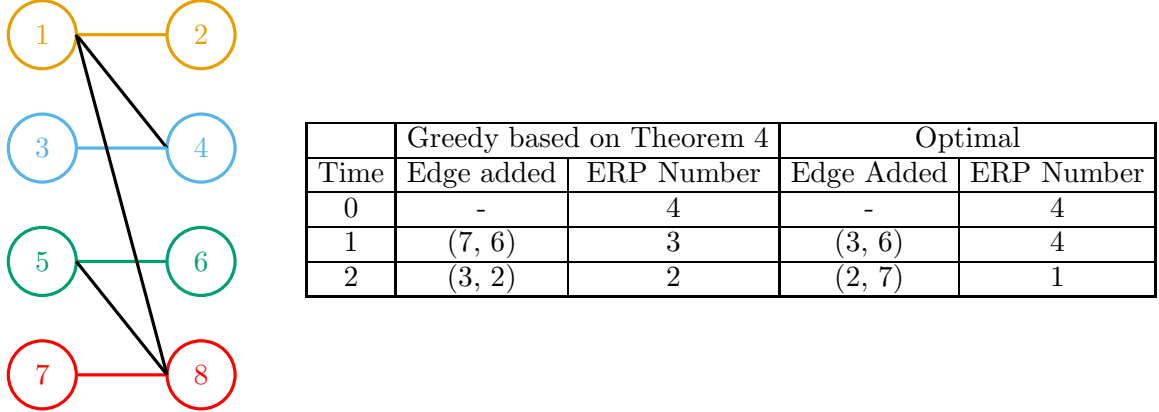 1 2
3 4
5 6
7 8
Greedy based on Theorem 4 Optimal
Time Edge added ERP Number Edge Added ERP Number
0 - 4 - 4
1 (7, 6) 3 (3, 6) 4
2 (3, 2) 2 (2, 7) 1